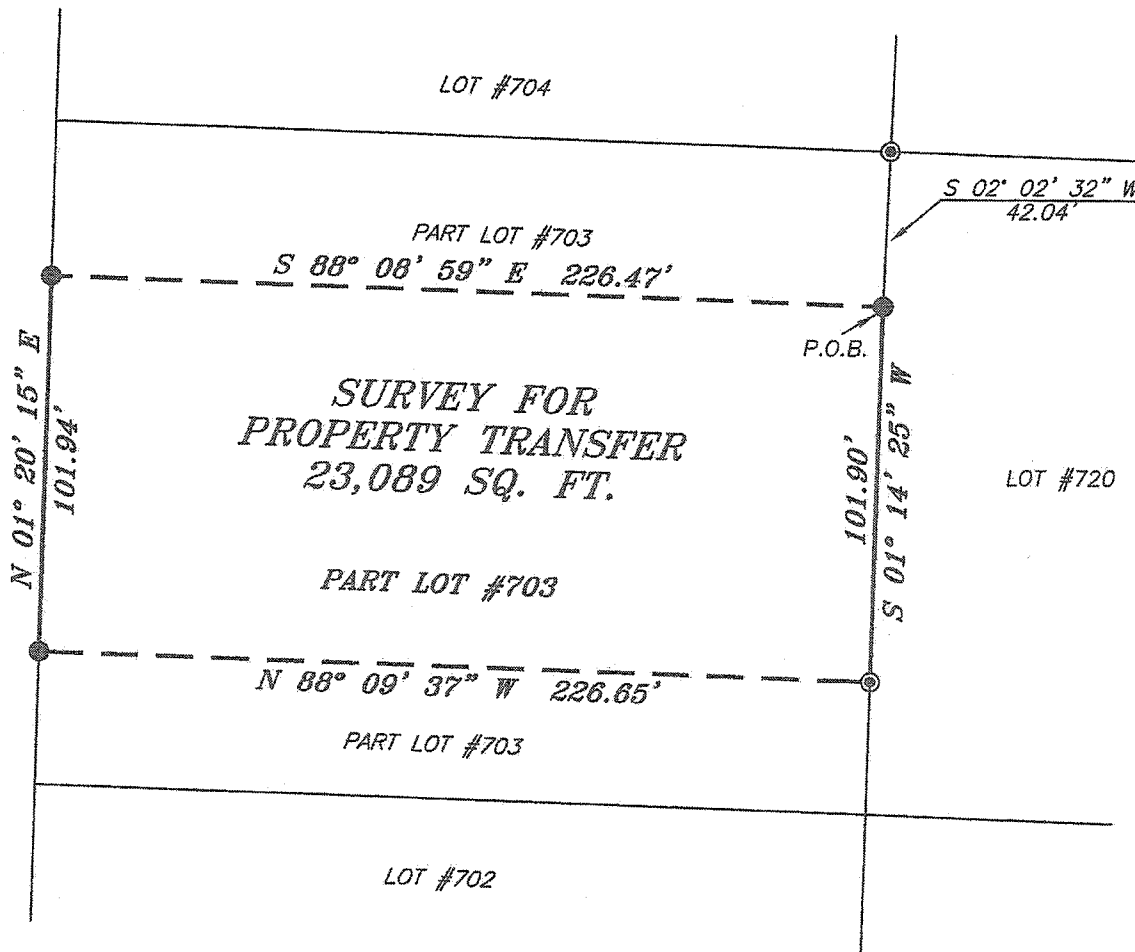 LOT #704
S 02° 02' 32" W
42.04'
PART LOT #703
S 88° 08' 59" E 226.47'
P.O.B.
N 01° 20' 15" E
101.94'
SURVEY FOR
PROPERTY TRANSFER
23,089 SQ. FT.
101.90'
S 01° 14' 25" W
LOT #720
PART LOT #703
N 88° 09' 37" W 226.65'
PART LOT #703
LOT #702